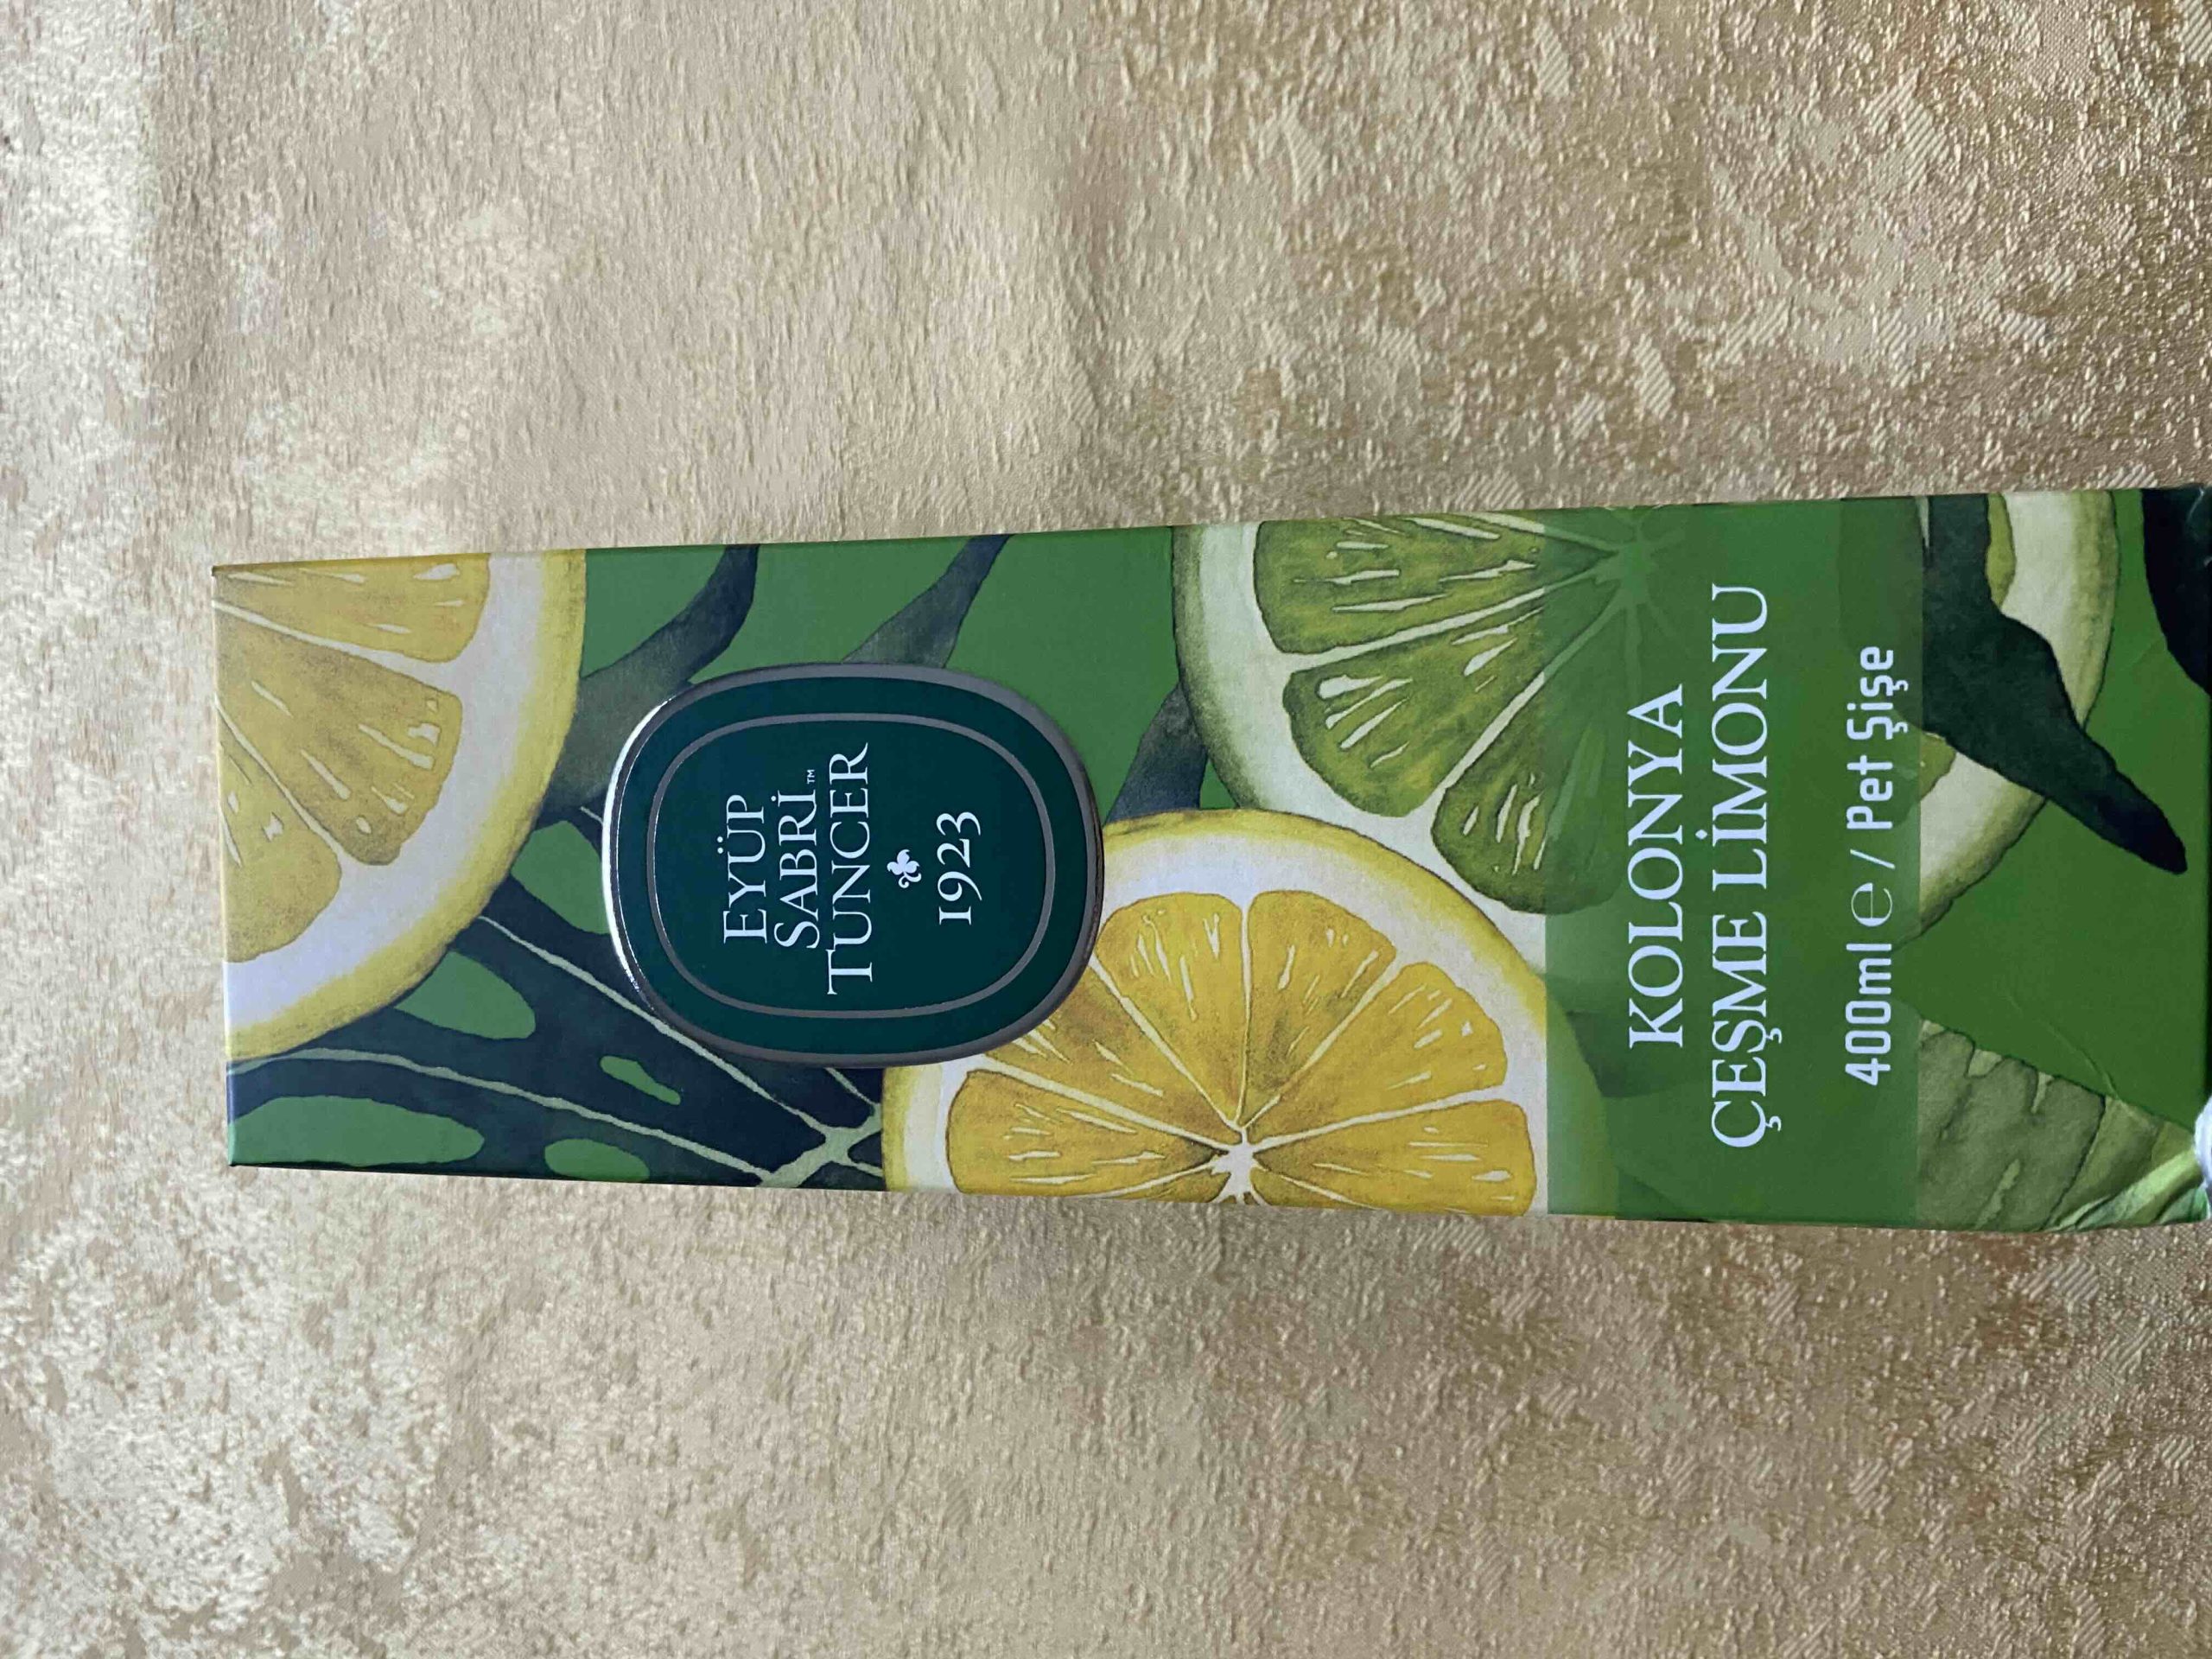 EYÜP
SABRİ™
TUNCER
1923
KOLONYA
ÇEŞME LİMONU
400ml ℮ / Pet Şişe